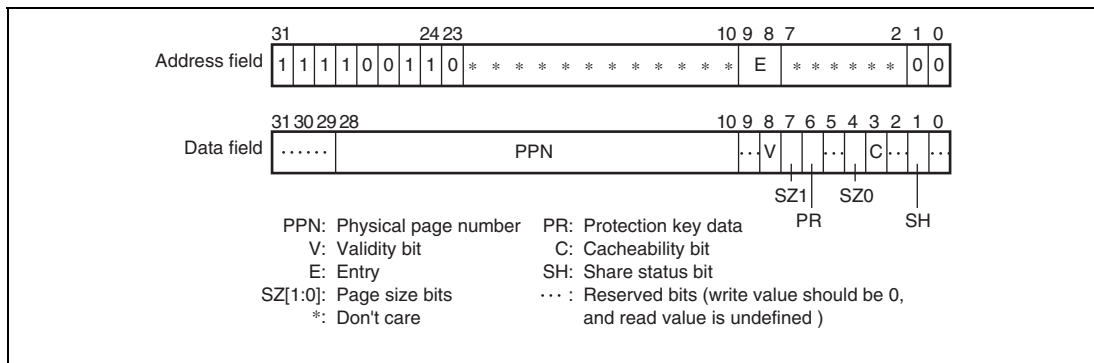 31 24 23 10 9 8 7 2 1 0
Address field 1 1 1 1 0 0 1 1 0 * * * * * * * * * * * * * E * * * * * * 0 0
31 30 29 28 10 9 8 7 6 5 4 3 2 1 0
Data field ...... PPN ... V ... C ... ...
SZ1 SZ0
PR SH
PPN: Physical page number PR: Protection key data
V: Validity bit C: Cacheability bit
E: Entry SH: Share status bit
SZ[1:0]: Page size bits ... : Reserved bits (write value should be 0,
*: Don't care and read value is undefined )